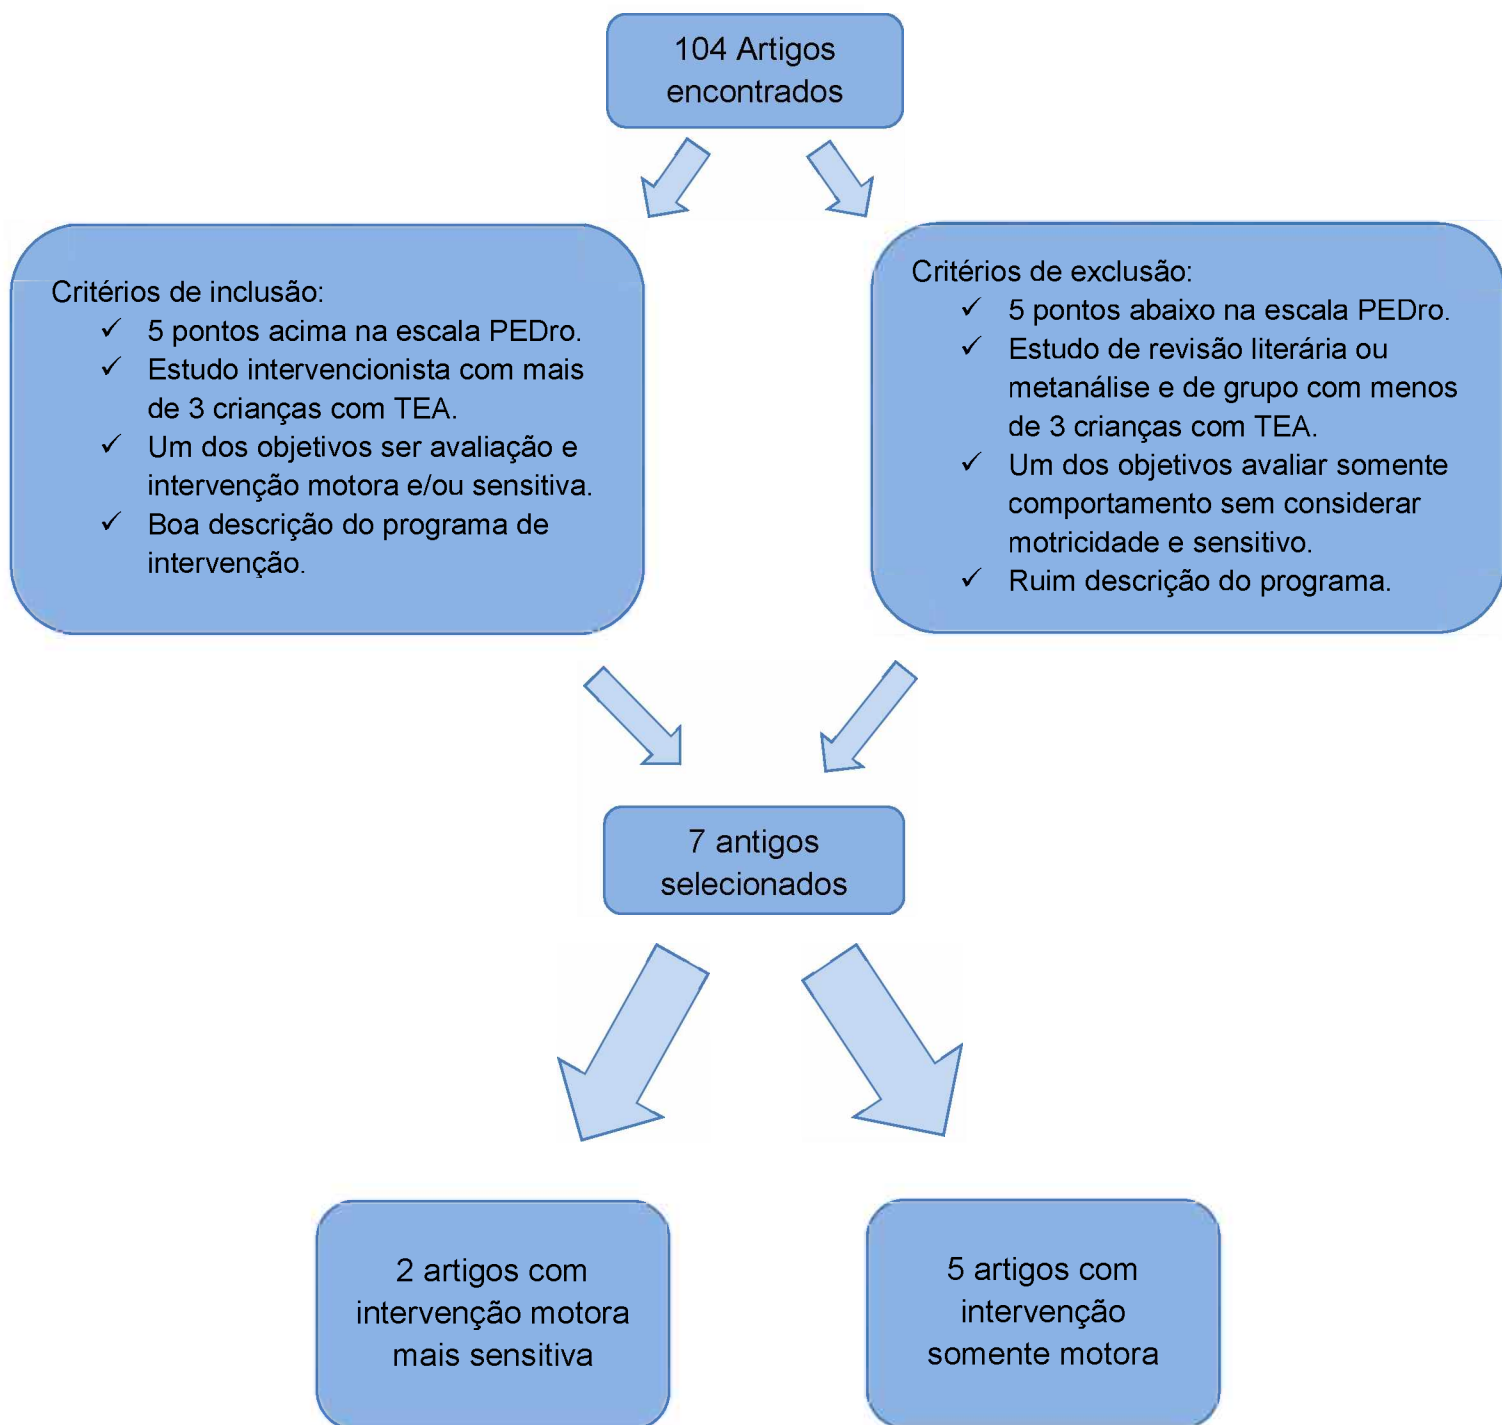 104 Artigos
encontrados
Critérios de inclusão:
✓ 5 pontos acima na escala PEDro.
✓ Estudo intervencionista com mais
de 3 crianças com TEA.
✓ Um dos objetivos ser avaliação e
intervenção motora e/ou sensitiva.
✓ Boa descrição do programa de
intervenção.
Critérios de exclusão:
✓ 5 pontos abaixo na escala PEDro.
✓ Estudo de revisão literária ou
metanálise e de grupo com menos
de 3 crianças com TEA.
✓ Um dos objetivos avaliar somente
comportamento sem considerar
motricidade e sensitivo.
✓ Ruim descrição do programa.
7 antigos
selecionados
2 artigos com
intervenção motora
mais sensitiva
5 artigos com
intervenção
somente motora